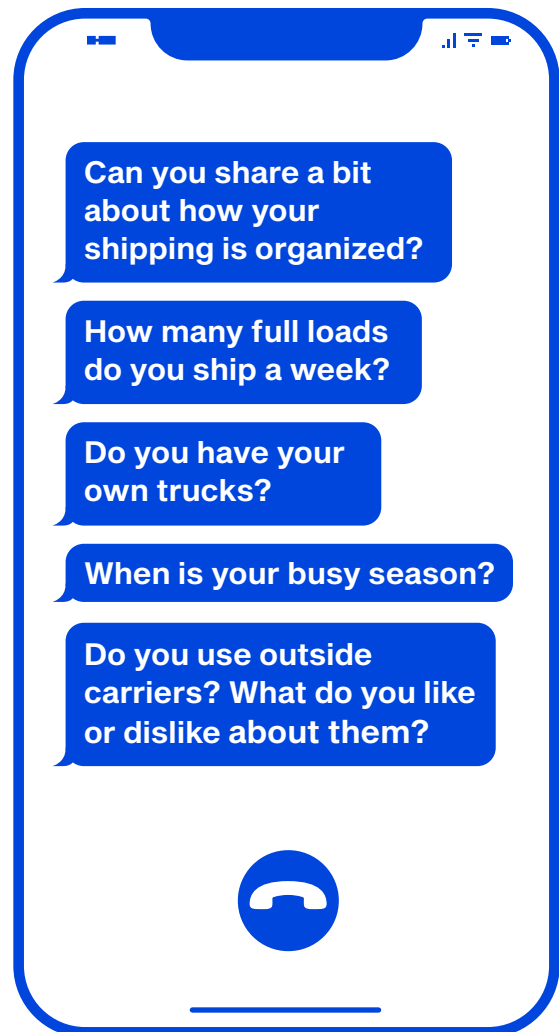 Can you share a bit
about how your
shipping is organized?
How many full loads
do you ship a week?
Do you have your
own trucks?
When is your busy season?
Do you use outside
carriers? What do you like
or dislike about them?